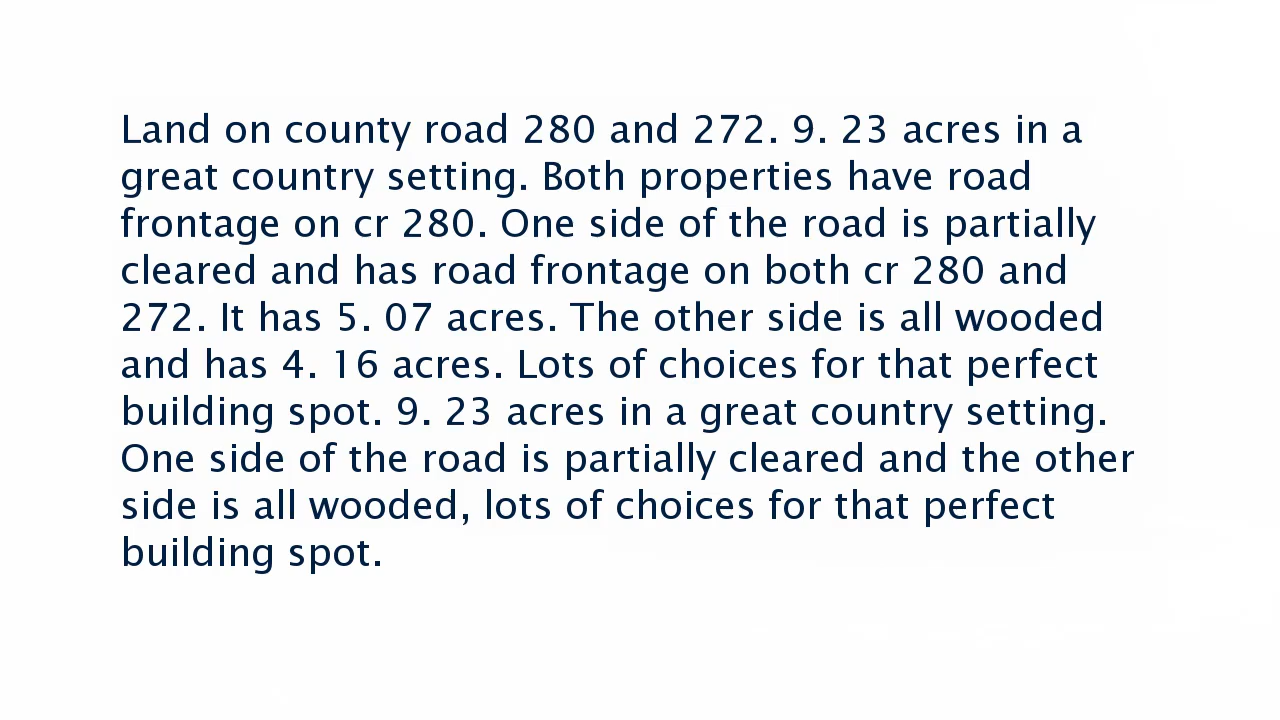 Land on county road 280 and 272. 9. 23 acres in a
great country setting. Both properties have road
frontage on cr 280. One side of the road is partially
cleared and has road frontage on both cr 280 and
272. It has 5. 07 acres. The other side is all wooded
and has 4. 16 acres. Lots of choices for that perfect
building spot. 9. 23 acres in a great country setting.
One side of the road is partially cleared and the other
side is all wooded, lots of choices for that perfect
building spot.